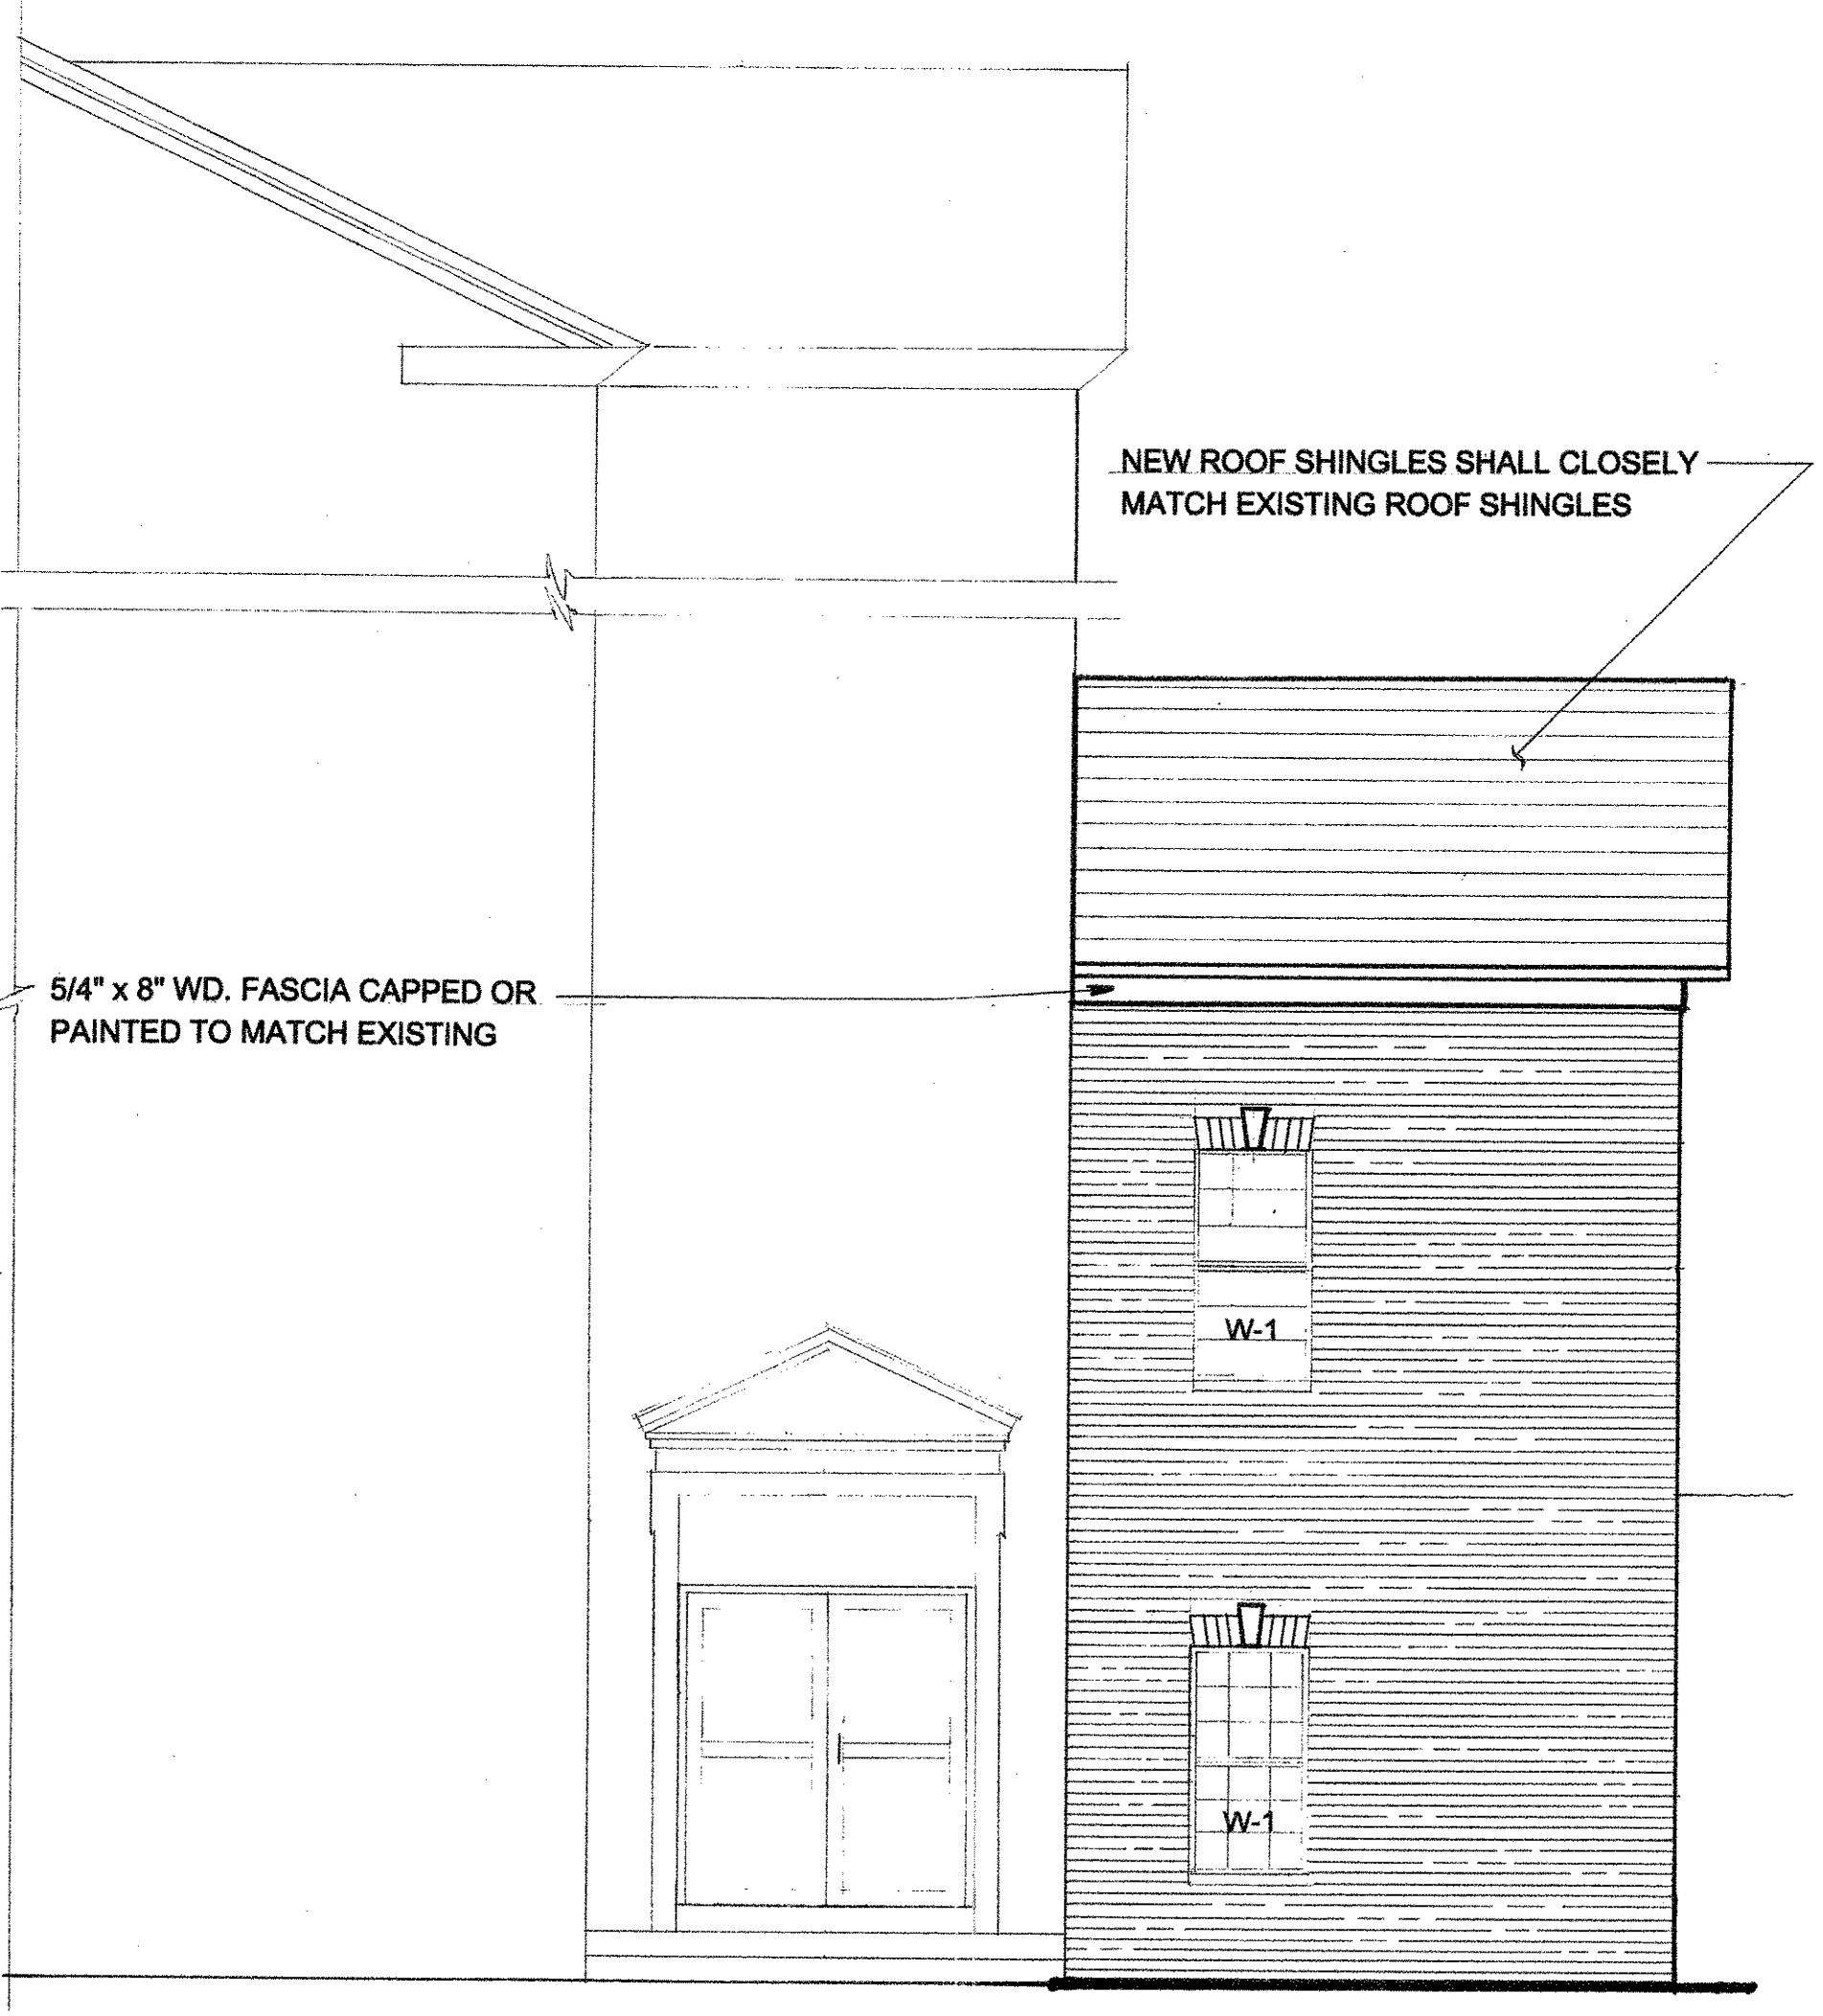 NEW ROOF SHINGLES SHALL CLOSELY
MATCH EXISTING ROOF SHINGLES
5/4" x 8" WD. FASCIA CAPPED OR
PAINTED TO MATCH EXISTING
W-1
W-1